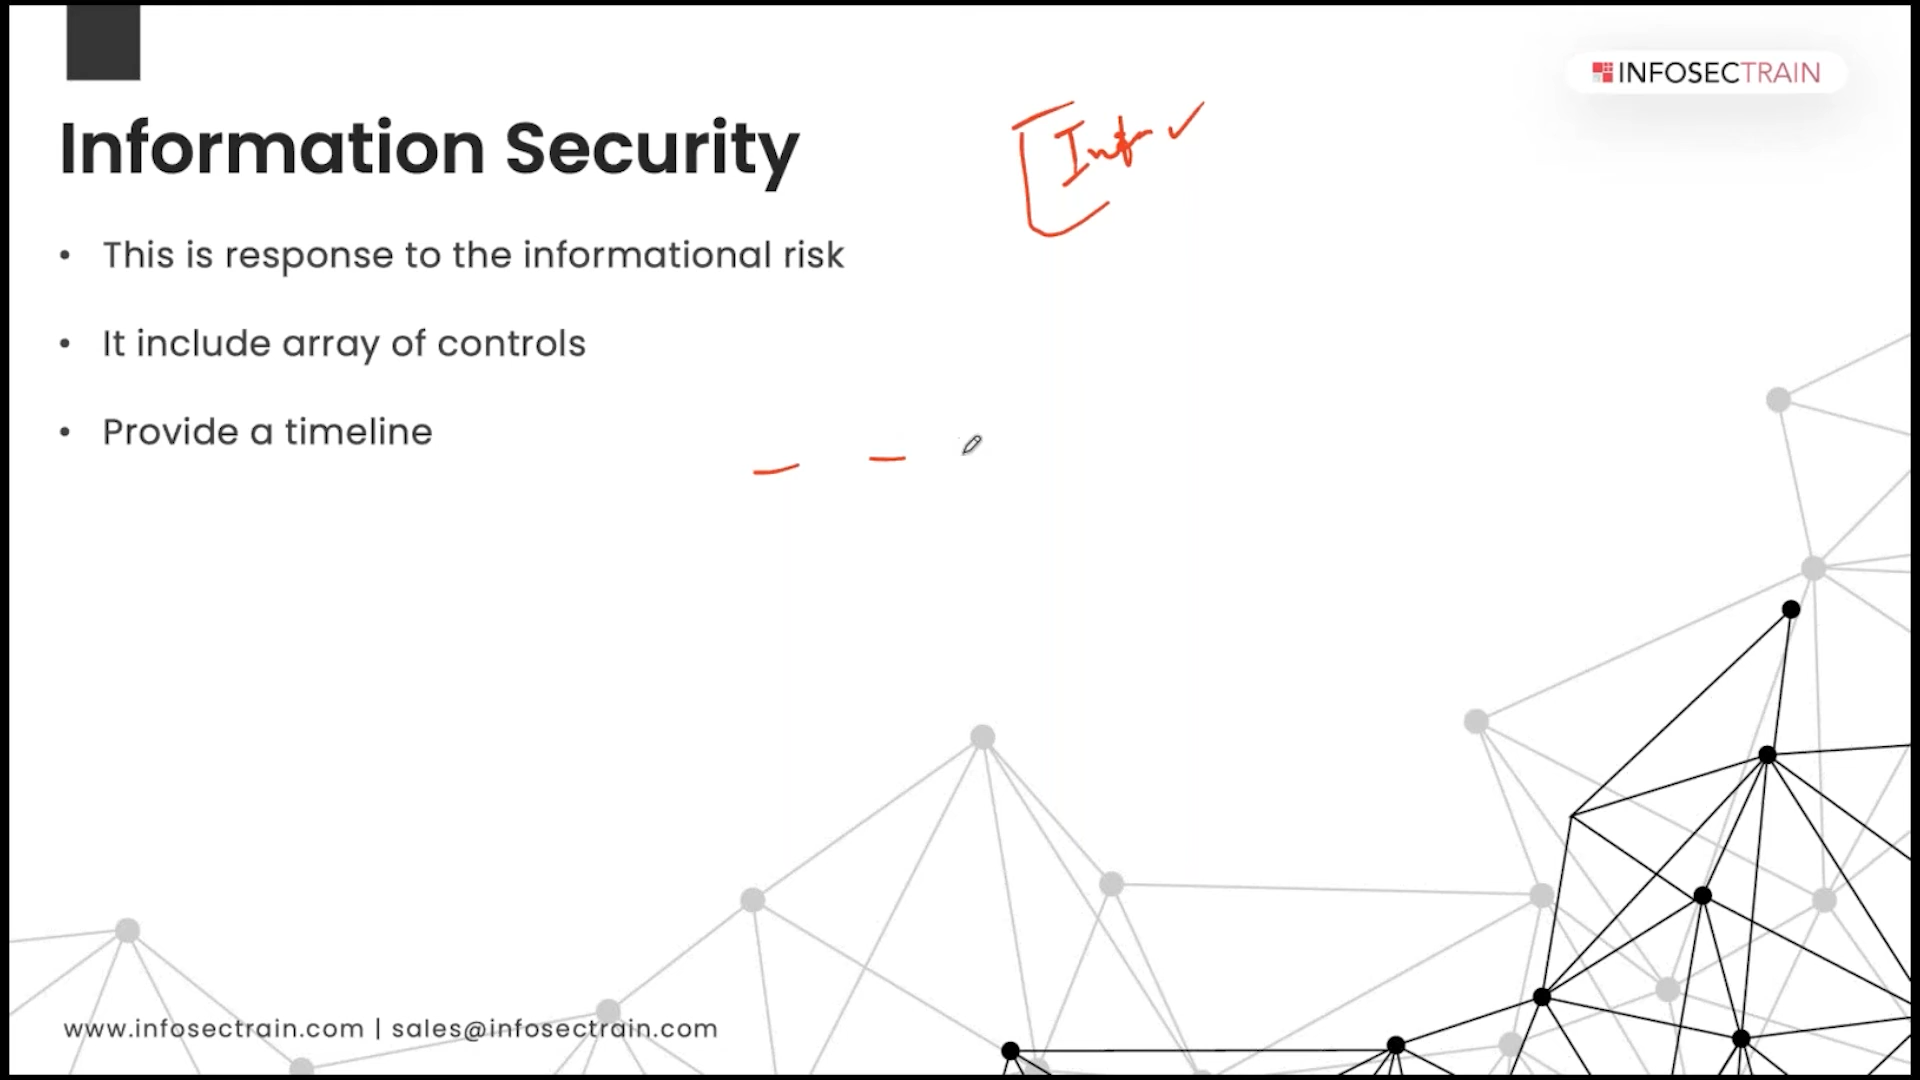 INFOSECTRAIN
Information Security
Inf
• This is response to the informational risk
• It include array of controls
• Provide a timeline
www.infosectrain.com | sales@infosectrain.com